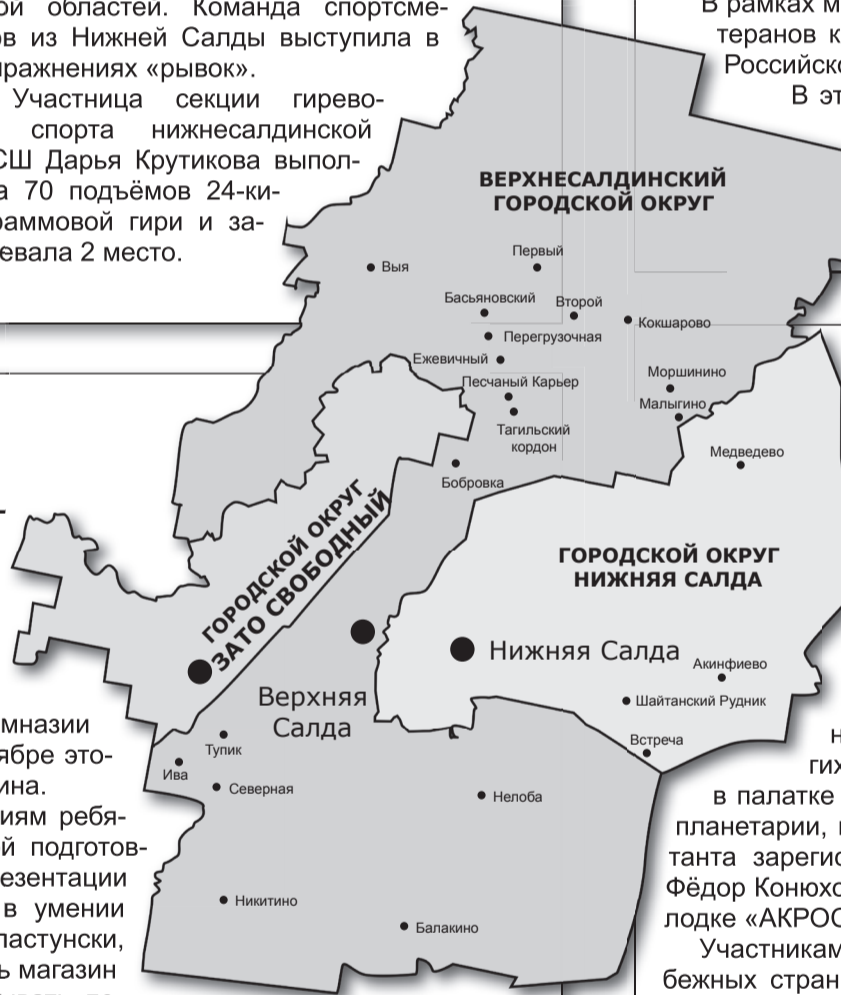 ой областей. Команда спортсме-
ов из Нижней Салды выступила в
пражнениях «рывок».
Участница секции гирево-
спорта нижнесалдинской
СШ Дарья Крутикова выпол-
а 70 подъёмов 24-ки-
раммовой гири и за-
оевала 2 место.
В рамках м
теранов к
Российско
В эт
ВЕРХНЕСАЛДИНСКИЙ
ГОРОДСКОЙ ОКРУГ
Выя
Первый
Басьяновский
Второй
Кокшарово
Перегрузочная
Ежевичный
Песчаный Карьер
Моршинино
Малыгино
Тагильский
кордон
Медведево
Бобровка
ГОРОДСКОЙ ОКРУГ
ЗАТО СВОБОДНЫЙ
ГОРОДСКОЙ ОКРУГ
НИЖНЯЯ САЛДА
Нижняя Салда
Акинфиево
Шайтанский Рудник
Верхняя
Салда
Встреча
Тупик
Ива
Северная
Нелоба
Никитино
Балакино
мназии
ябре это-
ина.
иям ребя-
й подготов-
езентации
в умении
ластунски,
ь магазин
н
гих
в палатке
планетарии,
танта зарегис
Фёдор Конюхо
лодке «АКРОС
Участникам
бежных стран